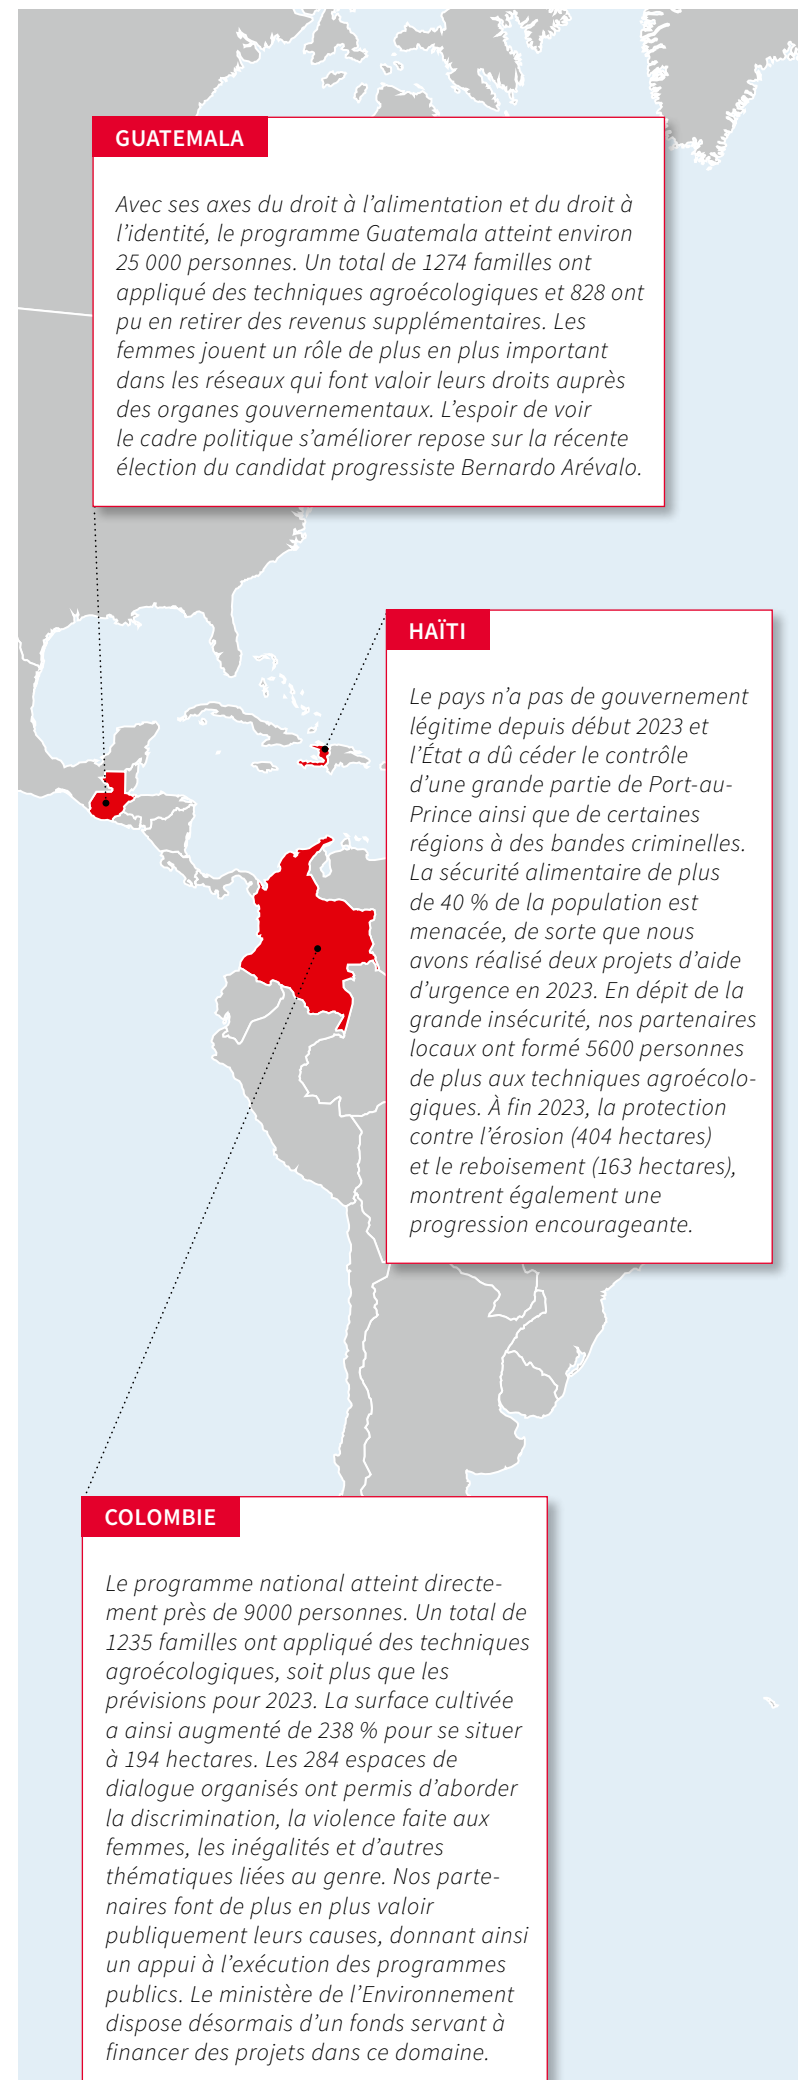 GUATEMALA
Avec ses axes du droit à l’alimentation et du droit à
l’identité, le programme Guatemala atteint environ
25 000 personnes. Un total de 1274 familles ont
appliqué des techniques agroécologiques et 828 ont
pu en retirer des revenus supplémentaires. Les
femmes jouent un rôle de plus en plus important
dans les réseaux qui font valoir leurs droits auprès
des organes gouvernementaux. L’espoir de voir
le cadre politique s’améliorer repose sur la récente
élection du candidat progressiste Bernardo Arévalo.
HAÏTI
Le pays n’a pas de gouvernement
légitime depuis début 2023 et
l’État a dû céder le contrôle
d’une grande partie de Port-au-
Prince ainsi que de certaines
régions à des bandes criminelles.
La sécurité alimentaire de plus
de 40 % de la population est
menacée, de sorte que nous
avons réalisé deux projets d’aide
d’urgence en 2023. En dépit de la
grande insécurité, nos partenaires
locaux ont formé 5600 personnes
de plus aux techniques agroécolo-
giques. À fin 2023, la protection
contre l’érosion (404 hectares)
et le reboisement (163 hectares),
montrent également une
progression encourageante.
COLOMBIE
Le programme national atteint directe-
ment près de 9000 personnes. Un total de
1235 familles ont appliqué des techniques
agroécologiques, soit plus que les
prévisions pour 2023. La surface cultivée
a ainsi augmenté de 238 % pour se situer
à 194 hectares. Les 284 espaces de
dialogue organisés ont permis d’aborder
la discrimination, la violence faite aux
femmes, les inégalités et d’autres
thématiques liées au genre. Nos parte-
naires font de plus en plus valoir
publiquement leurs causes, donnant ainsi
un appui à l’exécution des programmes
publics. Le ministère de l’Environnement
dispose désormais d’un fonds servant à
financer des projets dans ce domaine.